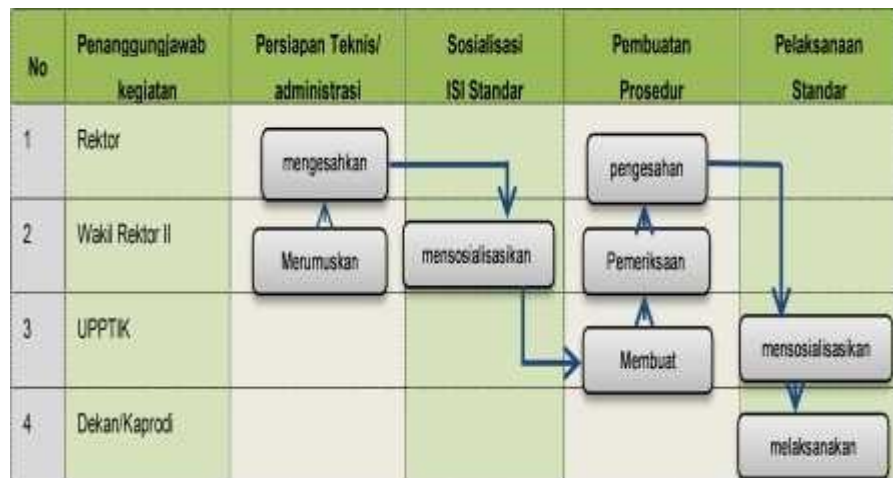 No
Penanggungjawab
kegiatan
Persiapan Teknis/
administrasi
Sosialisasi
ISI Standar
Pembuatan
Prosedur
Pelaksanaan
Standar
1
Rektor
mengesahkan
pengesahan
2
Wakil Rektor II
Merumuskan
mensosialisasikan
Pemeriksaan
3
UPPTIK
Membuat
mensosialisasikan
4
Dekan/Kaprodi
melaksanakan